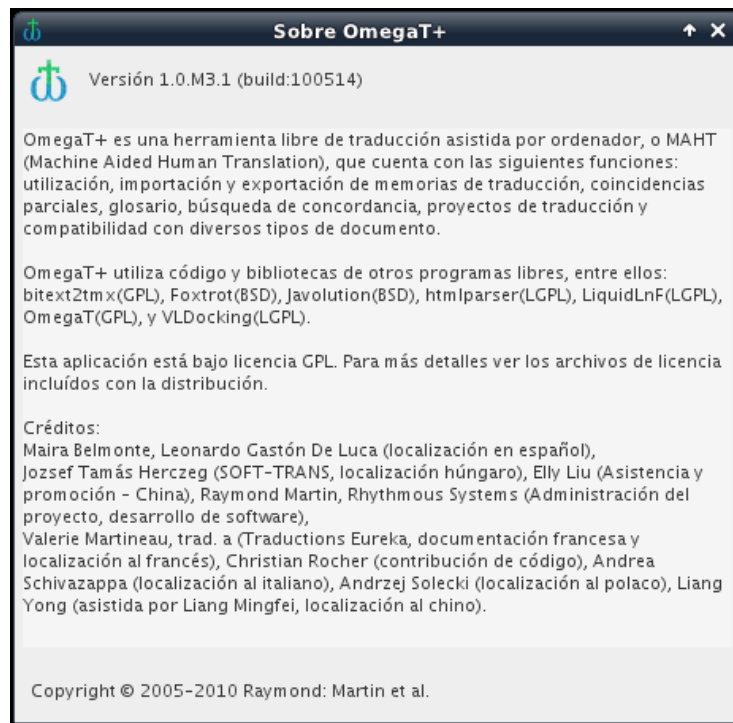 Sobre OmegaT+
Versión 1.0.M3.1 (build:100514)
OmegaT+ es una herramienta libre de traducción asistida por ordenador, o MAHT
(Machine Aided Human Translation), que cuenta con las siguientes funciones:
utilización, importación y exportación de memorias de traducción, coincidencias
parciales, glosario, búsqueda de concordancia, proyectos de traducción y
compatibilidad con diversos tipos de documento.
OmegaT+ utiliza código y bibliotecas de otros programas libres, entre ellos:
bitext2tmx(GPL), Foxtrot(BSD), Javolution(BSD), htmlparser(LGPL), LiquidLnF(LGPL),
OmegaT(GPL), y VLDocking(LGPL).
Esta aplicación está bajo licencia GPL. Para más detalles ver los archivos de licencia
incluídos con la distribución.
Créditos:
Maira Belmonte, Leonardo Gastón De Luca (localización en español),
Jozsef Tamás Herczeg (SOFT-TRANS, localización húngaro), Elly Liu (Asistencia y
promoción - China), Raymond Martin, Rhythmous Systems (Administración del
proyecto, desarrollo de software),
Valerie Martineau, trad. a (Traductions Eureka, documentación francesa y
localización al francés), Christian Rocher (contribución de código), Andrea
Schivazappa (localización al italiano), Andrzej Solecki (localización al polaco), Liang
Yong (asistida por Liang Mingfei, localización al chino).
Copyright © 2005-2010 Raymond: Martin et al.